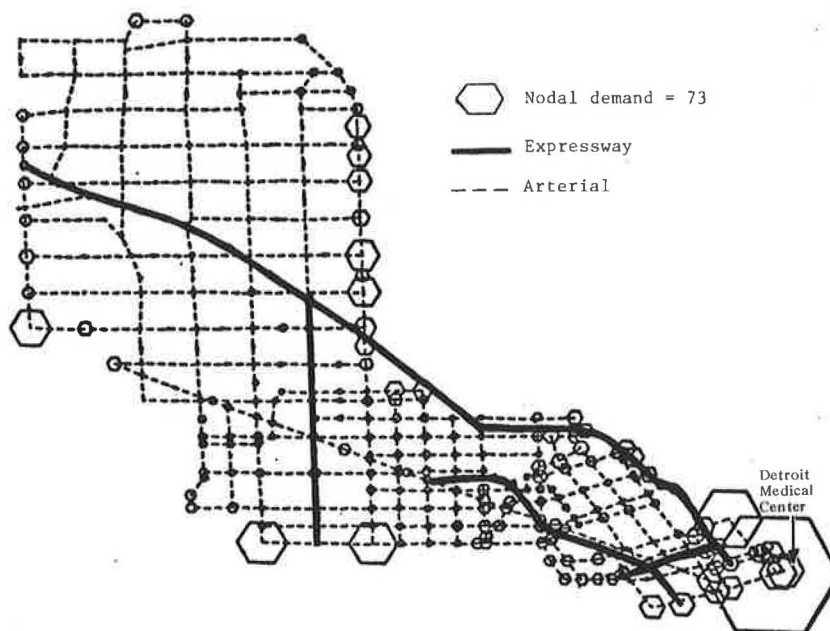 Nodal demand = 73
Expressway
Arterial
Detroit
Medical
Center